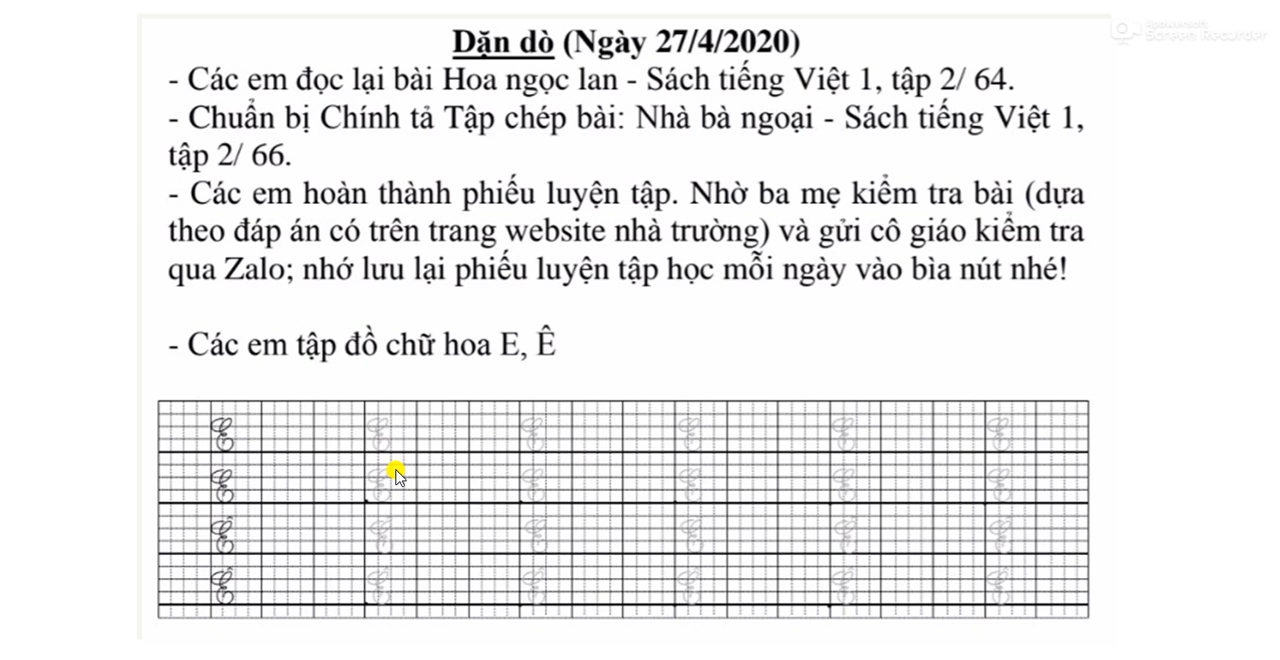 Dặn dò (Ngày 27/4/2020)
- Các em đọc lại bài Hoa ngọc lan - Sách tiếng Việt 1, tập 2/ 64.
- Chuẩn bị Chính tả Tập chép bài: Nhà bà ngoại - Sách tiếng Việt 1,
tập 2/ 66.
- Các em hoàn thành phiếu luyện tập. Nhờ ba mẹ kiểm tra bài (dựa
theo đáp án có trên trang website nhà trường) và gửi cô giáo kiểm tra
qua Zalo; nhớ lưu lại phiếu luyện tập học mỗi ngày vào bìa nút nhé!
- Các em tập đồ chữ hoa E, Ê
E E E E E E
E E E E E E
Ê Ê Ê Ê Ê Ê
Ê Ê Ê Ê Ê Ê
Apowersoft
Screen Recorder